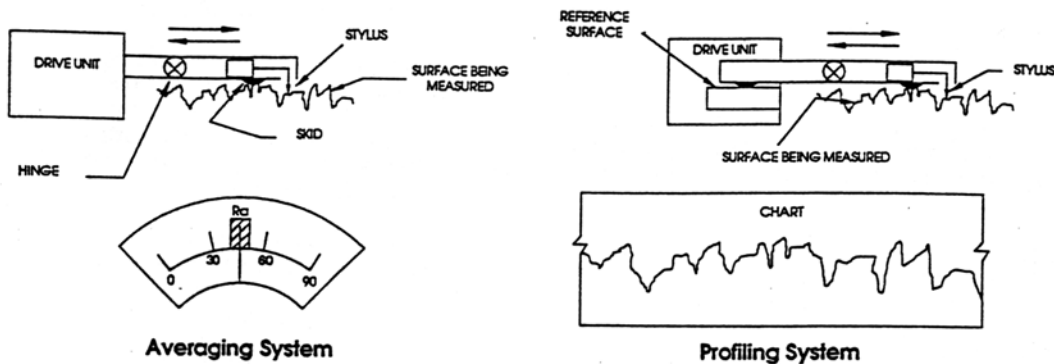 DRIVE UNIT
STYLUS
SURFACE BEING
MEASURED
SKID
HINGE
Ra
0
30
60
90
Averaging System
REFERENCE
SURFACE
DRIVE UNIT
STYLUS
SURFACE BEING MEASURED
CHART
Profiling System